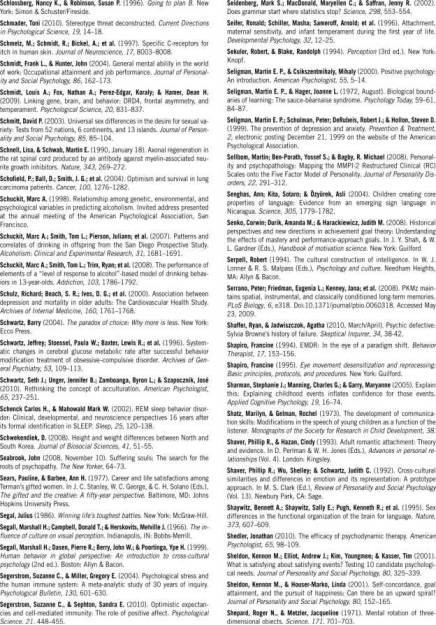 Schlossberg, Nancy K., & Robinson, Susan P. (1996). Going to plan B. New
York: Simon & Schuster/Fireside.
Schmader, Toni (2010). Stereotype threat deconstructed. Current Directions
in Psychological Science, 19, 14–18.
Schmelz, M.; Schmidt, R.; Bickel, A.; et al. (1997). Specific C-receptors for
itch in human skin. Journal of Neuroscience, 17, 8003–8008.
Schmidt, Frank L., & Hunter, John (2004). General mental ability in the world
of work: Occupational attainment and job performance. Journal of Personal-
ity and Social Psychology, 86, 162–173.
Schmidt, Louis A.; Fox, Nathan A.; Perez-Edgar, Koraly; & Hamer, Dean H.
(2009). Linking gene, brain, and behavior: DRD4, frontal asymmetry, and
temperament. Psychological Science, 20, 831–837.
Schmitt, David P. (2003). Universal sex differences in the desire for sexual va-
riety: Tests from 52 nations, 6 continents, and 13 islands. Journal of Person-
ality and Social Psychology, 85, 85–104.
Schnell, Lisa, & Schwab, Martin E. (1990, January 18). Axonal regeneration in
the rat spinal cord produced by an antibody against myelin-associated neu-
rite growth inhibitors. Nature, 343, 269–272.
Schofield, P.; Ball, D.; Smith, J. G.; et al. (2004). Optimism and survival in lung
carcinoma patients. Cancer, 100, 1276–1282.
Schuckit, Marc A. (1998). Relationship among genetic, environmental, and
psychological variables in predicting alcoholism. Invited address presented
at the annual meeting of the American Psychological Association, San
Francisco.
Schuckit, Marc A.; Smith, Tom L.; Pierson, Juliann; et al. (2007). Patterns and
correlates of drinking in offspring from the San Diego Prospective Study.
Alcoholism: Clinical and Experimental Research, 31, 1681–1691.
Schuckit, Marc A.; Smith, Tom L.; Trim, Ryan; et al. (2008). The performance of
elements of a "level of response to alcohol"-based model of drinking behav-
iors in 13-year-olds. Addiction, 103, 1786–1792.
Schulz, Richard; Beach, S. R.; Ives, D. G.; et al. (2000). Association between
depression and mortality in older adults: The Cardiovascular Health Study.
Archives of Internal Medicine, 160, 1761–1768.
Schwartz, Barry (2004). The paradox of choice: Why more is less. New York:
Ecco Press.
Schwartz, Jeffrey; Stoessel, Paula W.; Baxter, Lewis R.; et al. (1996). System-
atic changes in cerebral glucose metabolic rate after successful behavior
modification treatment of obsessive-compulsive disorder. Archives of Gen-
eral Psychiatry, 53, 109–113.
Schwartz, Seth J.; Unger, Jennifer B.; Zamboanga, Byron L.; & Szapocznik, José
(2010). Rethinking the concept of acculturation. American Psychologist,
65, 237–251.
Schenck Carlos H., & Mahowald Mark W. (2002). REM sleep behavior disor-
der: Clinical, developmental, and neuroscience perspectives 16 years after
its formal identification in SLEEP. Sleep, 25, 120–138.
Schwekendiek, D. (2008). Height and weight differences between North and
South Korea. Journal of Biosocial Sciences, 41, 51–55.
Seabrook, John (2008, November 10). Suffering souls: The search for the
roots of psychopathy. The New Yorker, 64–73.
Sears, Pauline, & Barbee, Ann H. (1977). Career and life satisfactions among
Terman's gifted women. In J. C. Stanley, W. C. George, & C. H. Solano (Eds.),
The gifted and the creative: A fifty-year perspective. Baltimore, MD: Johns
Hopkins University Press.
Segal, Julius (1986). Winning life's toughest battles. New York: McGraw-Hill.
Segall, Marshall H.; Campbell, Donald T.; & Herskovits, Melville J. (1966). The in-
fluence of culture on visual perception. Indianapolis, IN: Bobbs-Merrill.
Segall, Marshall H.; Dasen, Pierre R.; Berry, John W.; & Poortinga, Ype H. (1999).
Human behavior in global perspective: An introduction to cross-cultural
psychology (2nd ed.). Boston: Allyn & Bacon.
Segerstrom, Suzanne C., & Miller, Gregory E. (2004). Psychological stress and
the human immune system: A meta-analytic study of 30 years of inquiry.
Psychological Bulletin, 130, 601–630.
Segerstrom, Suzanne C., & Sephton, Sandra E. (2010). Optimistic expectan-
cies and cell-mediated immunity: The role of positive affect. Psychological
Science, 21, 448–455.
Seidenberg, Mark S.; MacDonald, Maryellen C.; & Saffran, Jenny R. (2002).
Does grammar start where statistics stop? Science, 298, 553–554.
Seifer, Ronald; Schiller, Masha; Sameroff, Arnold; et al. (1996). Attachment,
maternal sensitivity, and infant temperament during the first year of life.
Developmental Psychology, 32, 12–25.
Sekuler, Robert, & Blake, Randolph (1994). Perception (3rd ed.). New York:
Knopf.
Seligman, Martin E. P., & Csikszentmihaly, Mihaly (2000). Positive psychology:
An introduction. American Psychologist, 55, 5–14.
Seligman, Martin E. P., & Hager, Joanne L. (1972, August). Biological bound-
aries of learning: The sauce-béarnaise syndrome. Psychology Today, 59–61,
84–87.
Seligman, Martin E. P.; Schulman, Peter; DeRubeis, Robert J.; & Hollon, Steven D.
(1999). The prevention of depression and anxiety. Prevention & Treatment,
2, electronic posting December 21, 1999 on the website of the American
Psychological Association.
Sellbom, Martin; Ben-Porath, Yossef S.; & Bagby, R. Michael (2008). Personal-
ity and psychopathology: Mapping the MMPI-2 Restructured Clinical (RC)
Scales onto the Five Factor Model of Personality. Journal of Personality Dis-
orders, 22, 291–312.
Senghas, Ann; Kita, Sotaro; & Özyürek, Asli (2004). Children creating core
properties of language: Evidence from an emerging sign language in
Nicaragua. Science, 305, 1779–1782.
Senko, Corwin; Durik, Amanda M.; & Harackiewicz, Judith M. (2008). Historical
perspectives and new directions in achievement goal theory: Understanding
the effects of mastery and performance-approach goals. In J. Y. Shah, & W.
L. Gardner (Eds.), Handbook of motivation science. New York: Guilford.
Serpell, Robert (1994). The cultural construction of intelligence. In W. J.
Lonner & R. S. Malpass (Eds.), Psychology and culture. Needham Heights,
MA: Allyn & Bacon.
Serrano, Peter; Friedman, Eugenia L.; Kenney, Jana; et al. (2008). PKMz main-
tains spatial, instrumental, and classically conditioned long-term memories.
PLoS Biology, 6, e318. Doi:10.1371/journal/pbio.0060318. Accessed May
23, 2009.
Shaffer, Ryan, & Jadwiszczok, Agatha (2010, March/April). Psychic defective:
Sylvia Browne's history of failure. Skeptical Inquirer, 34, 38–42.
Shapiro, Francine (1994). EMDR: In the eye of a paradigm shift. Behavior
Therapist, 17, 153–156.
Shapiro, Francine (1995). Eye movement desensitization and reprocessing:
Basic principles, protocols, and procedures. New York: Guilford.
Sharman, Stephanie J.; Manning, Charles G.; & Garry, Maryanne (2005). Explain
this: Explaining childhood events inflates confidence for those events.
Applied Cognitive Psychology, 19, 16–74.
Shatz, Marilyn, & Gelman, Rochel (1973). The development of communica-
tion skills: Modifications in the speech of young children as a function of the
listener. Monographs of the Society for Research in Child Development, 38.
Shaver, Phillip R., & Hazan, Cindy (1993). Adult romantic attachment: Theory
and evidence. In D. Perlman & W. H. Jones (Eds.), Advances in personal re-
lationships (Vol. 4). London: Kingsley.
Shaver, Phillip R.; Wu, Shelley; & Schwartz, Judith C. (1992). Cross-cultural
similarities and differences in emotion and its representation: A prototype
approach. In M. S. Clark (Ed.), Review of Personality and Social Psychology
(Vol. 13). Newbury Park, CA: Sage.
Shaywitz, Bennett A.; Shaywitz, Sally E.; Pugh, Kenneth R.; et al. (1995). Sex
differences in the functional organization of the brain for language. Nature,
373, 607–609.
Shedler, Jonathan (2010). The efficacy of psychodynamic therapy. American
Psychologist, 65, 98–109.
Sheldon, Kennon M.; Elliot, Andrew J.; Kim, Youngmee; & Kasser, Tim (2001).
What is satisfying about satisfying events? Testing 10 candidate psychologi-
cal needs. Journal of Personality and Social Psychology, 80, 325–339.
Sheldon, Kennon M., & Houser-Marko, Linda (2001). Self-concordance, goal
attainment, and the pursuit of happiness: Can there be an upward spiral?
Journal of Personality and Social Psychology, 80, 152–165.
Shepard, Roger N., & Metzler, Jacqueline (1971). Mental rotation of three-
dimensional objects. Science, 171, 701–703.